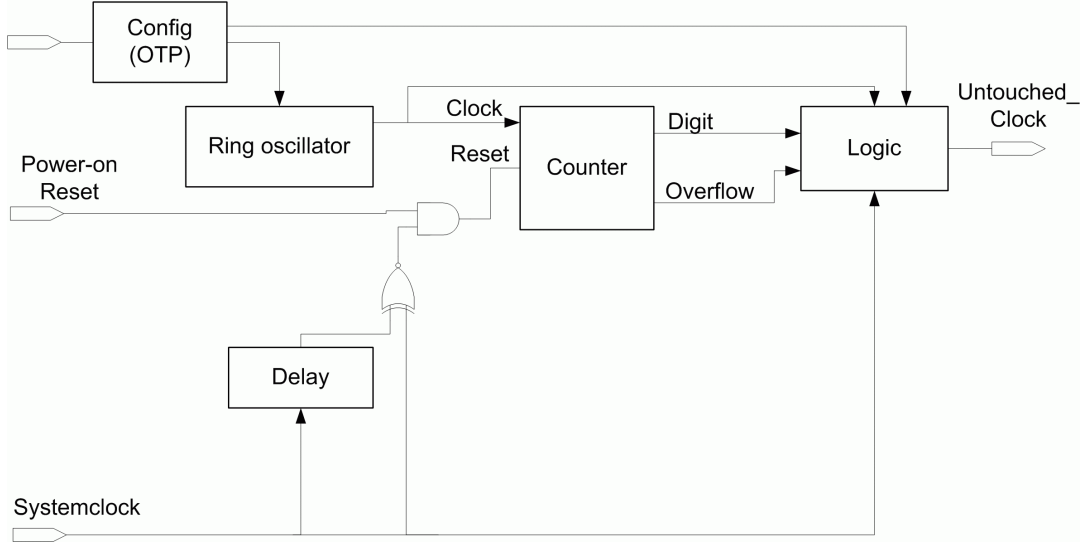 Config
(OTP)
Untouched_
Clock
Clock
Digit
Ring oscillator
Reset
Counter
Logic
Power-on
Reset
Overflow
Delay
Systemclock